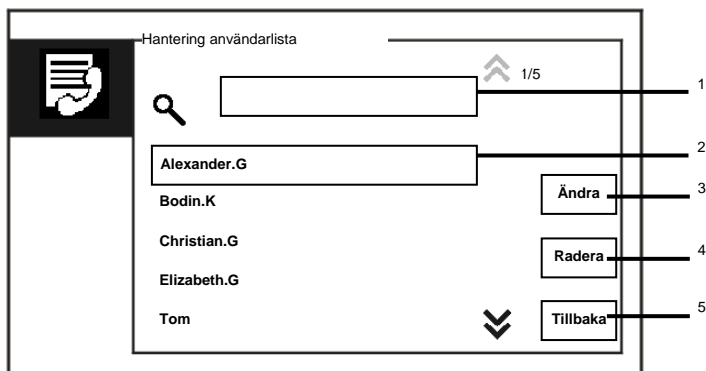 Hantering användarlista
1/5
1
Alexander.G
2
Bodin.K
Ändra
3
Christian.G
Radera
4
Elizabeth.G
Tom
Tillbaka
5